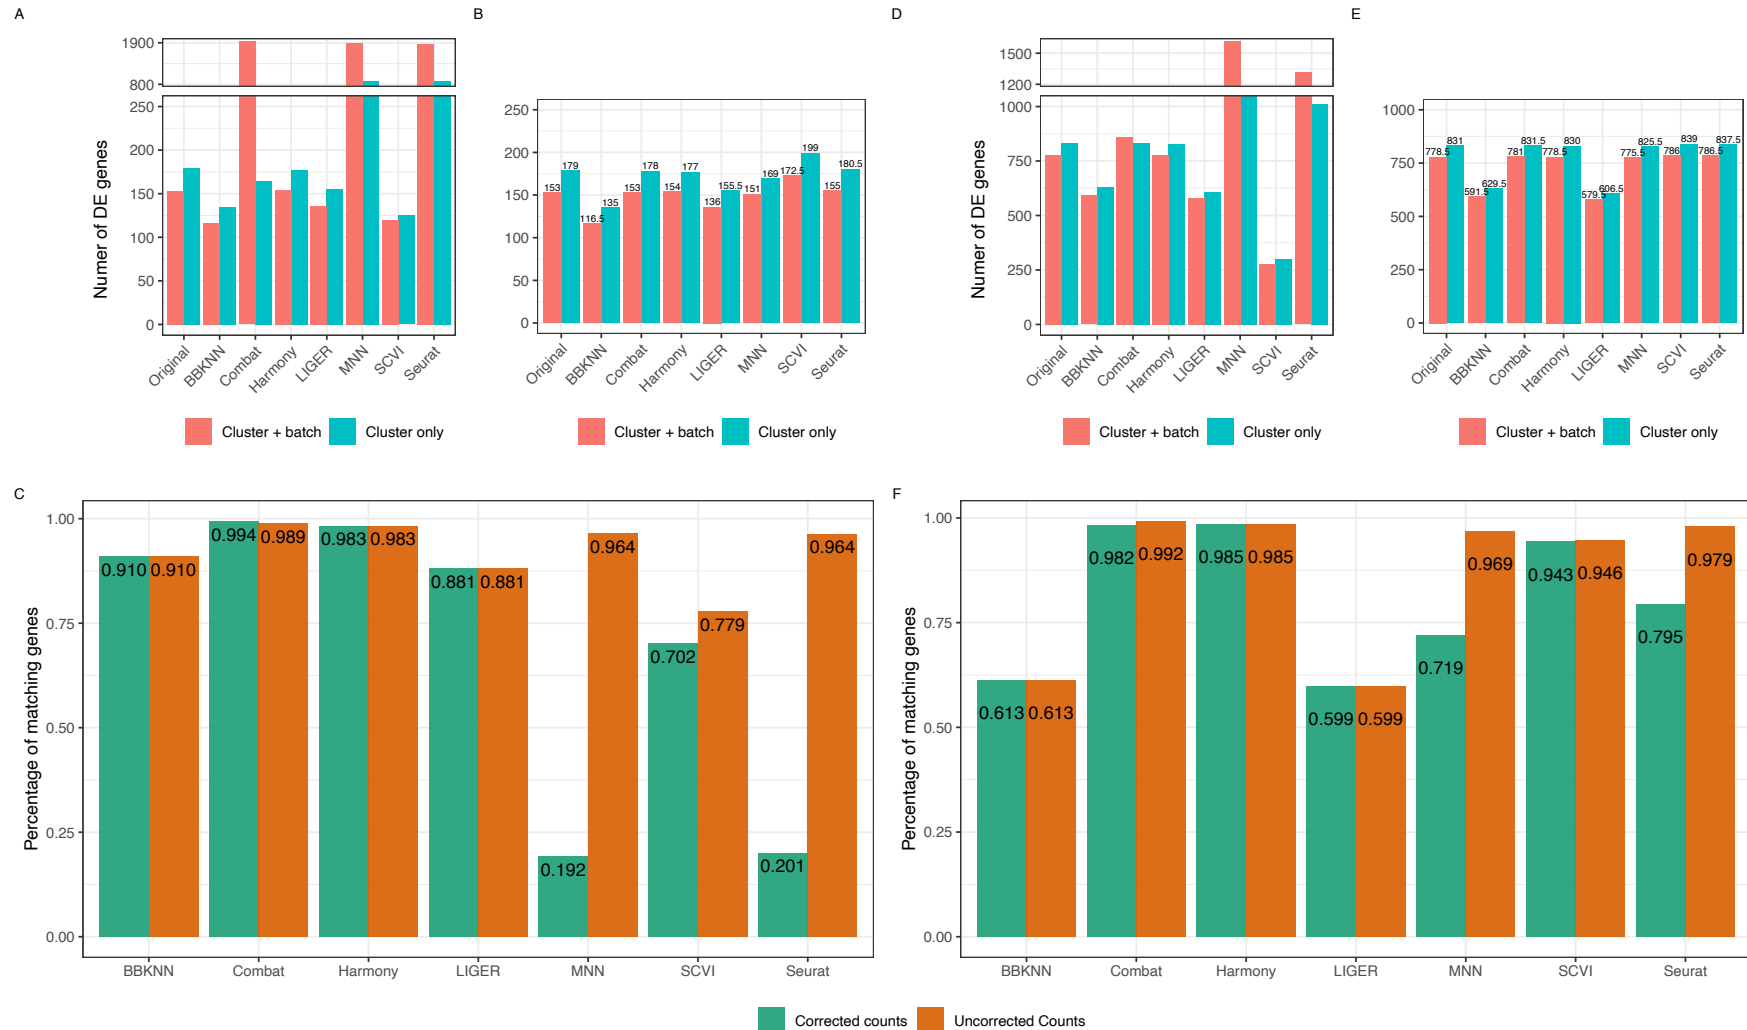 A
B
D
E
Numer of DE genes
1900
800
250
200
150
100
50
0
Original
BBKNN
Combat
Harmony
LIGER
MNN
SCVI
Seurat
Cluster + batch
Cluster only
250
200
150
100
50
0
153
179
116.5
135
153
178
154
177
136
155.5
151
169
172.5
199
155
180.5
Original
BBKNN
Combat
Harmony
LIGER
MNN
SCVI
Seurat
Cluster + batch
Cluster only
Numer of DE genes
1500
1200
1000
750
500
250
0
Original
BBKNN
Combat
Harmony
LIGER
MNN
SCVI
Seurat
Cluster + batch
Cluster only
1000
750
500
250
0
778.5
831
591.5
629.5
781
831.5
778.5
830
579.5
606.5
775.5
825.5
786
839
786.5
837.5
Original
BBKNN
Combat
Harmony
LIGER
MNN
SCVI
Seurat
Cluster + batch
Cluster only
C
Percentage of matching genes
1.00
0.75
0.50
0.25
0.00
0.910
0.910
0.994
0.989
0.983
0.983
0.881
0.881
0.192
0.964
0.702
0.779
0.201
0.964
BBKNN
Combat
Harmony
LIGER
MNN
SCVI
Seurat
F
Percentage of matching genes
1.00
0.75
0.50
0.25
0.00
0.613
0.613
0.982
0.992
0.985
0.985
0.599
0.599
0.719
0.969
0.943
0.946
0.795
0.979
BBKNN
Combat
Harmony
LIGER
MNN
SCVI
Seurat
Corrected counts
Uncorrected Counts